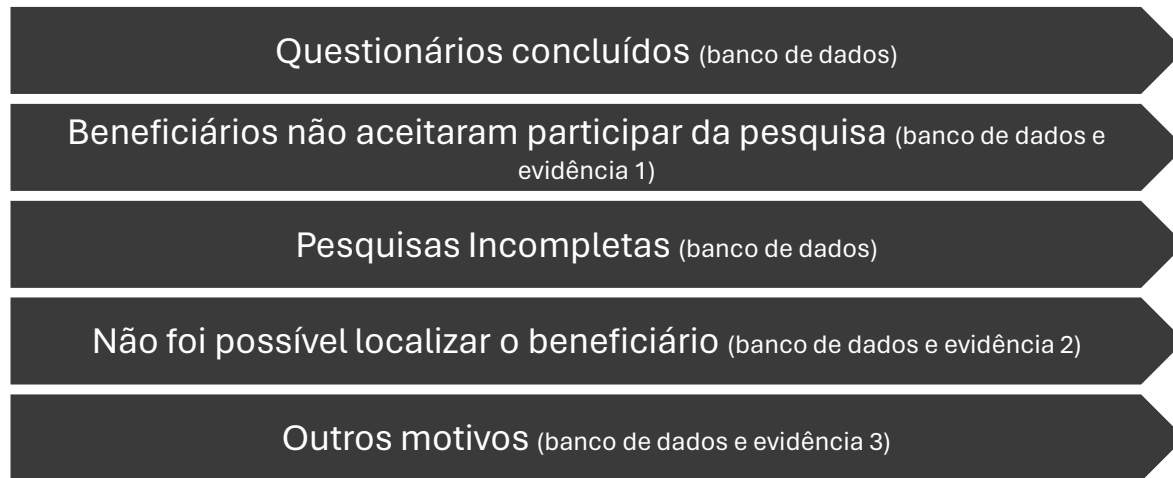 Questionários concluídos (banco de dados)
Beneficiários não aceitaram participar da pesquisa (banco de dados e
evidência 1)
Pesquisas Incompletas (banco de dados)
Não foi possível localizar o beneficiário (banco de dados e evidência 2)
Outros motivos (banco de dados e evidência 3)